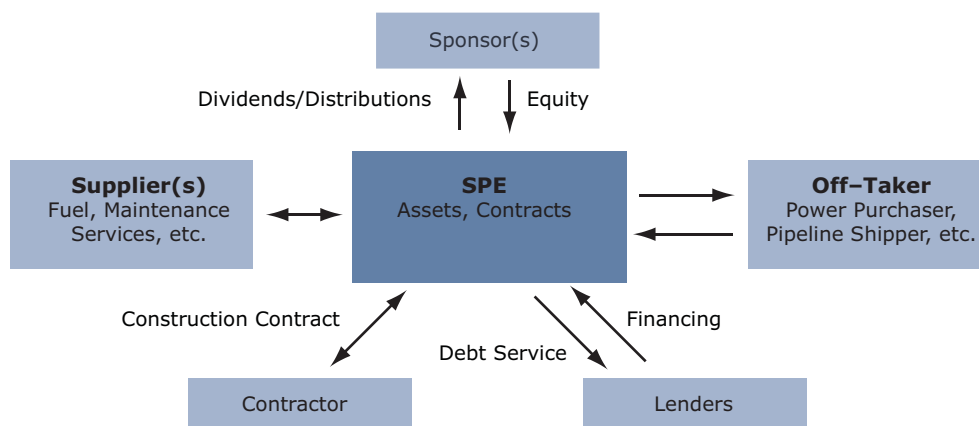 Sponsor(s)
Dividends/Distributions
Equity
Supplier(s)
Fuel, Maintenance
Services, etc.
SPE
Assets, Contracts
Off–Taker
Power Purchaser,
Pipeline Shipper, etc.
Construction Contract
Debt Service
Financing
Contractor
Lenders